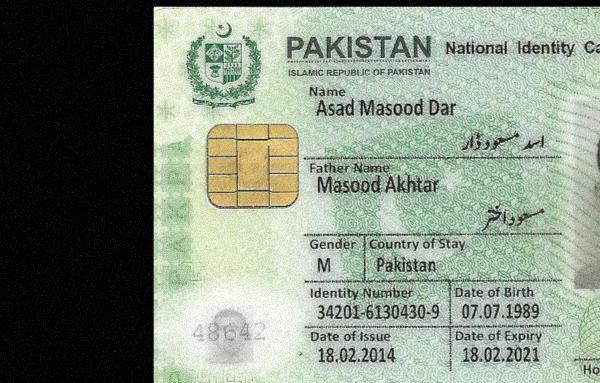 PAKISTAN National Identity Ca
ISLAMIC REPUBLIC OF PAKISTAN
Name
Asad Masood Dar
اسد مسعود ڈار
Father Name
Masood Akhtar
مسعود اختر
Gender Country of Stay
M Pakistan
Identity Number Date of Birth
34201-6130430-9 07.07.1989
Date of Issue Date of Expiry
18.02.2014 18.02.2021
48642
PAKPA
Ho